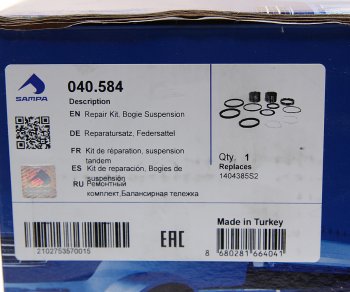 SAMPA
040.584
Description
EN Repair Kit, Bogie Suspension
DE Reparatursatz, Federsattel
FR Kit de réparation, suspension
tandem
ES Kit de reparación, Bogies de
suspensión
RU Ремонтный
комплект,Балансирная тележка
Qty. 1
Replaces
1404385S2
2102753570015
EAC
Made in Turkey
8 680281 664041